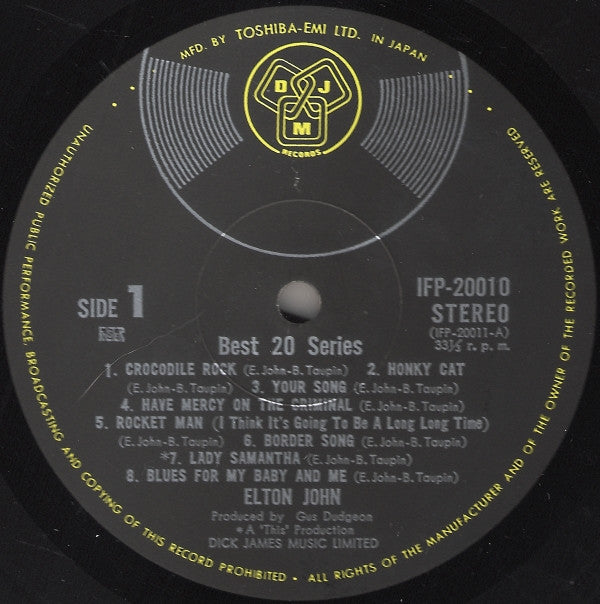 MFD. BY TOSHIBA-EMI LTD. IN JAPAN
D J
M
RECORDS
SIDE 1
IFP-20010
STEREO
(IFP-20011-A)
33⅓ r. p. m.
Best 20 Series
1. CROCODILE ROCK (E. John-B. Taupin) 2. HONKY CAT
(E. John-B. Taupin) 3. YOUR SONG (E. John-B. Taupin)
4. HAVE MERCY ON THE CRIMINAL (E. John-B. Taupin)
5. ROCKET MAN (I Think It's Going To Be A Long Long Time)
(E. John-B. Taupin) 6. BORDER SONG (E. John-B. Taupin)
*7. LADY SAMANTHA (E. John-B. Taupin)
8. BLUES FOR MY BABY AND ME (E. John-B. Taupin)
ELTON JOHN
Produced by Gus Dudgeon
*A 'This' Production
DICK JAMES MUSIC LIMITED
UNAUTHORIZED PUBLIC PERFORMANCE, BROADCASTING AND COPYING OF THIS RECORD PROHIBITED • ALL RIGHTS OF THE MANUFACTURER AND OF THE OWNER OF THE RECORDED WORK ARE RESERVED